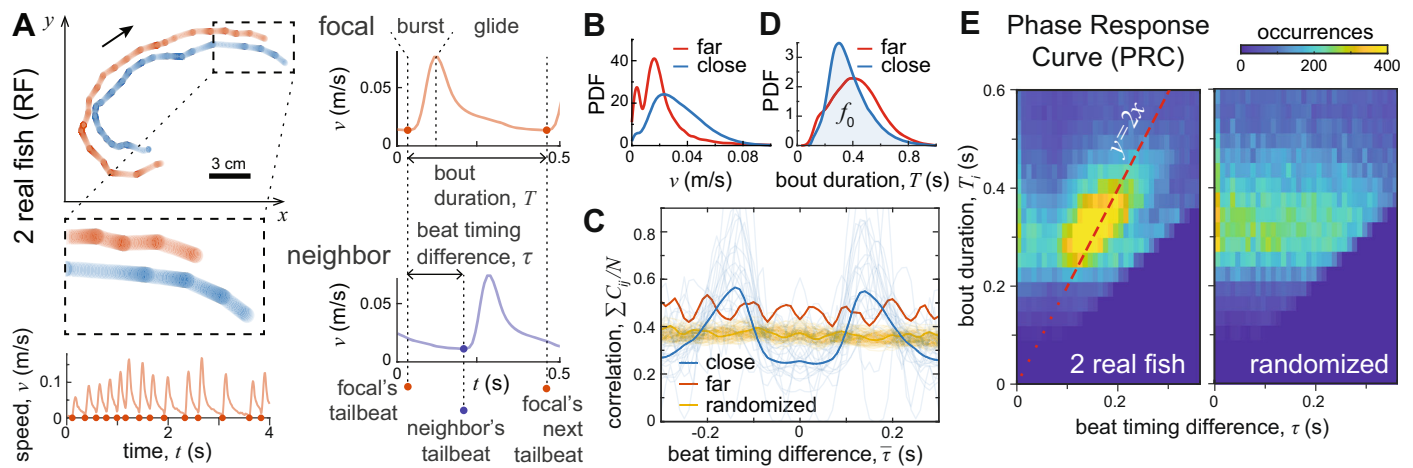 A
2 real fish (RF)
y
x
3 cm
speed, v (m/s)
0.1
0
0
2
4
time, t (s)
focal
burst
glide
v (m/s)
0.05
0
0
0.5
bout
duration, T
beat timing
difference, τ
neighbor
v (m/s)
0.05
0
0
t (s)
0.5
focal's
tailbeat
neighbor's
tailbeat
focal's
next
tailbeat
B
far
close
PDF
40
20
0
0
0.04
0.08
v (m/s)
D
far
close
PDF
3
2
1
0
f0
0
0.4
0.8
bout duration, T (s)
C
correlation, ∑ Cij/N
0.8
0.6
0.4
0.2
0
close
far
randomized
-0.2
0
0.2
beat timing difference, τ̅ (s)
E
Phase Response
Curve (PRC)
occurrences
0
200
400
bout duration, Ti (s)
0.6
0.4
0.2
0
y=2x
2 real fish
randomized
0
0.2
0
0.2
beat timing difference, τ (s)